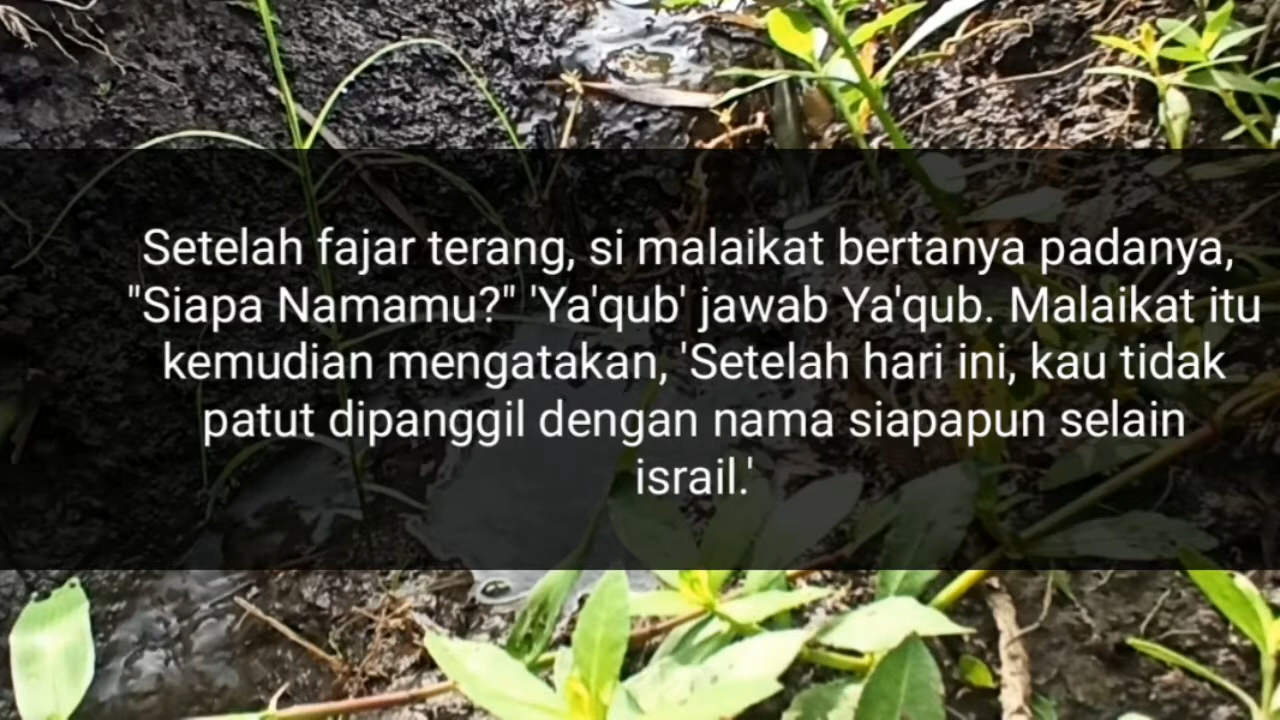 Setelah fajar terang, si malaikat bertanya padanya,
"Siapa Namamu?" 'Ya'qub' jawab Ya'qub. Malaikat itu
kemudian mengatakan, 'Setelah hari ini, kau tidak
patut dipanggil dengan nama siapapun selain
israil.'